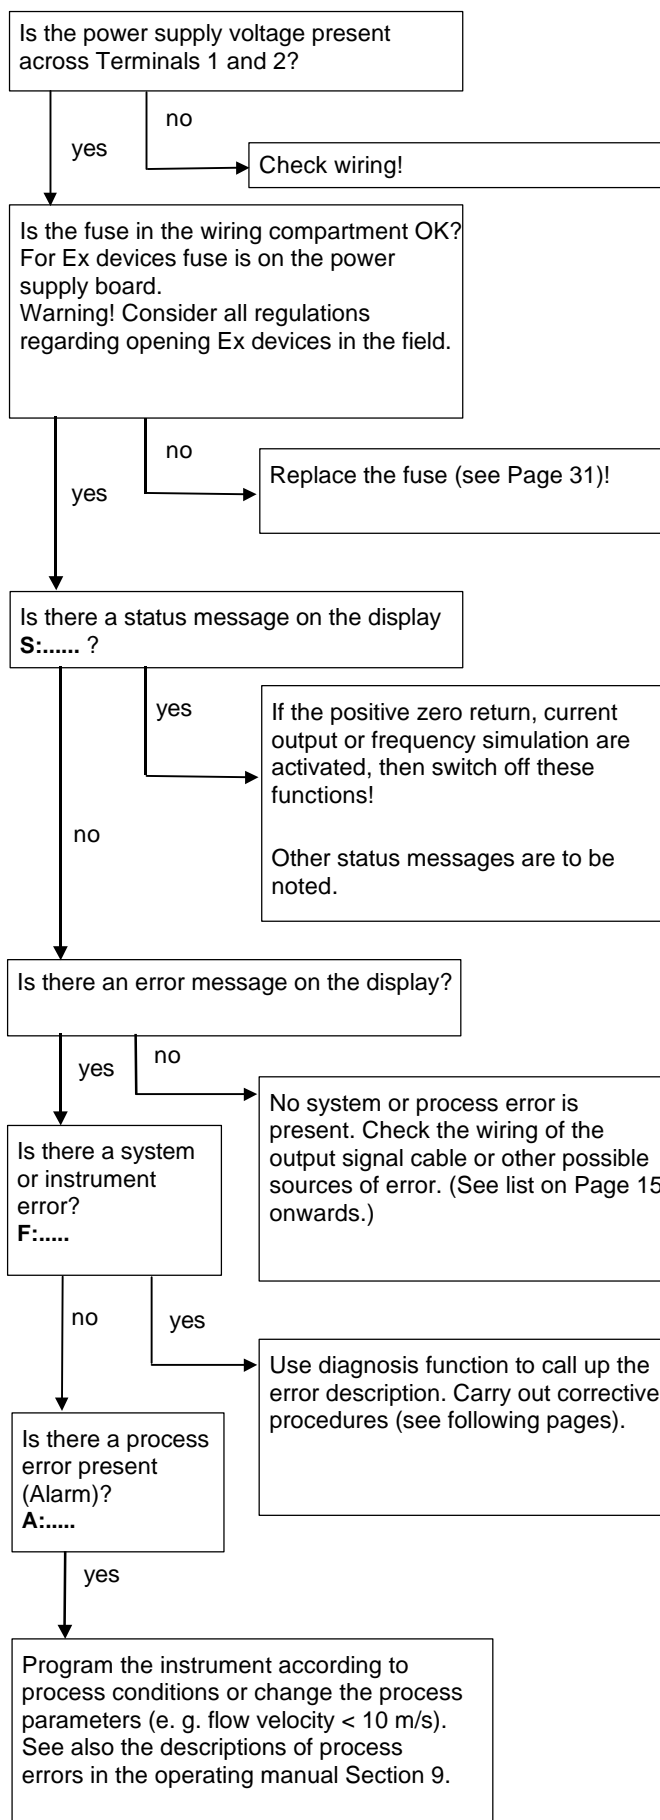 Is the power supply voltage present
across Terminals 1 and 2?
no
yes
Check wiring!
Is the fuse in the wiring compartment OK?
For Ex devices fuse is on the power
supply board.
Warning! Consider all regulations
regarding opening Ex devices in the field.
no
yes
Replace the fuse (see Page 31)!
Is there a status message on the display
S:...... ?
yes
If the positive zero return, current
output or frequency simulation are
activated, then switch off these
functions!
Other status messages are to be
noted.
no
Is there an error message on the display?
no
yes
No system or process error is
present. Check the wiring of the
output signal cable or other possible
sources of error. (See list on Page 15
onwards.)
Is there a system
or instrument
error?
F:.....
no
yes
Use diagnosis function to call up the
error description. Carry out corrective
procedures (see following pages).
Is there a process
error present
(Alarm)?
A:.....
yes
Program the instrument according to
process conditions or change the process
parameters (e. g. flow velocity < 10 m/s).
See also the descriptions of process
errors in the operating manual Section 9.